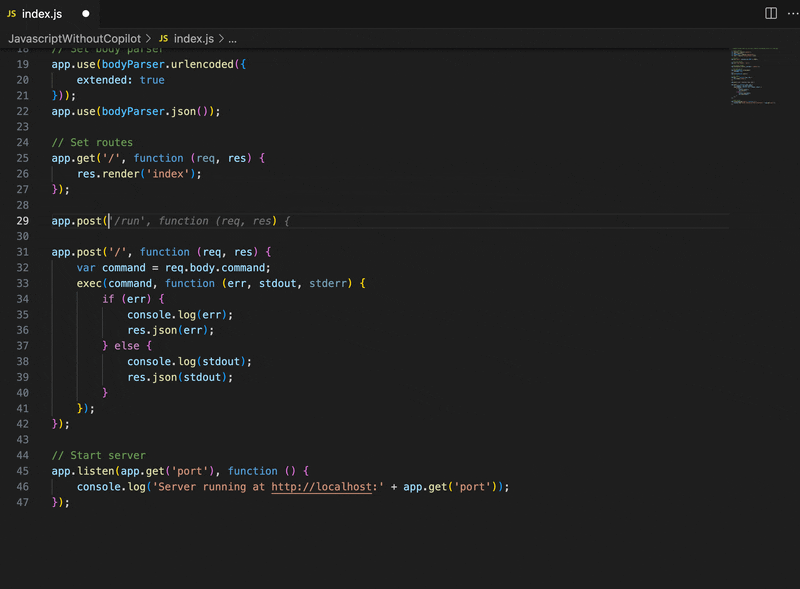 JS index.js ●
JavascriptWithoutCopilot > JS index.js > ...
18 // Set body parser
19 app.use(bodyParser.urlencoded({
20     extended: true
21 }));
22 app.use(bodyParser.json());
23
24 // Set routes
25 app.get('/', function (req, res) {
26     res.render('index');
27 });
28
29 app.post('/run', function (req, res) {
30
31 app.post('/', function (req, res) {
32     var command = req.body.command;
33     exec(command, function (err, stdout, stderr) {
34         if (err) {
35             console.log(err);
36             res.json(err);
37         } else {
38             console.log(stdout);
39             res.json(stdout);
40         }
41     });
42 });
43
44 // Start server
45 app.listen(app.get('port'), function () {
46     console.log('Server running at http://localhost:' + app.get('port'));
47 });